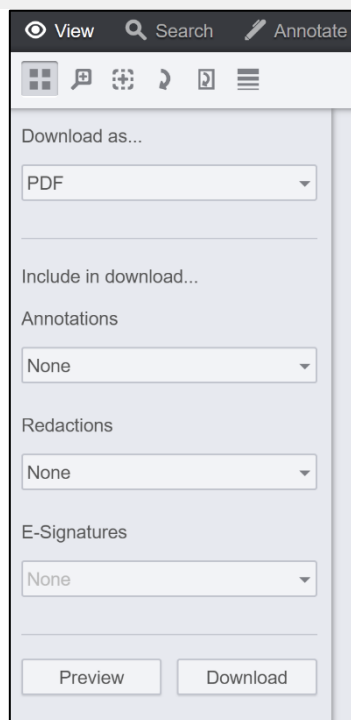 View Search Annotate
Download as...
PDF
Include in download...
Annotations
None
Redactions
None
E-Signatures
None
Preview Download